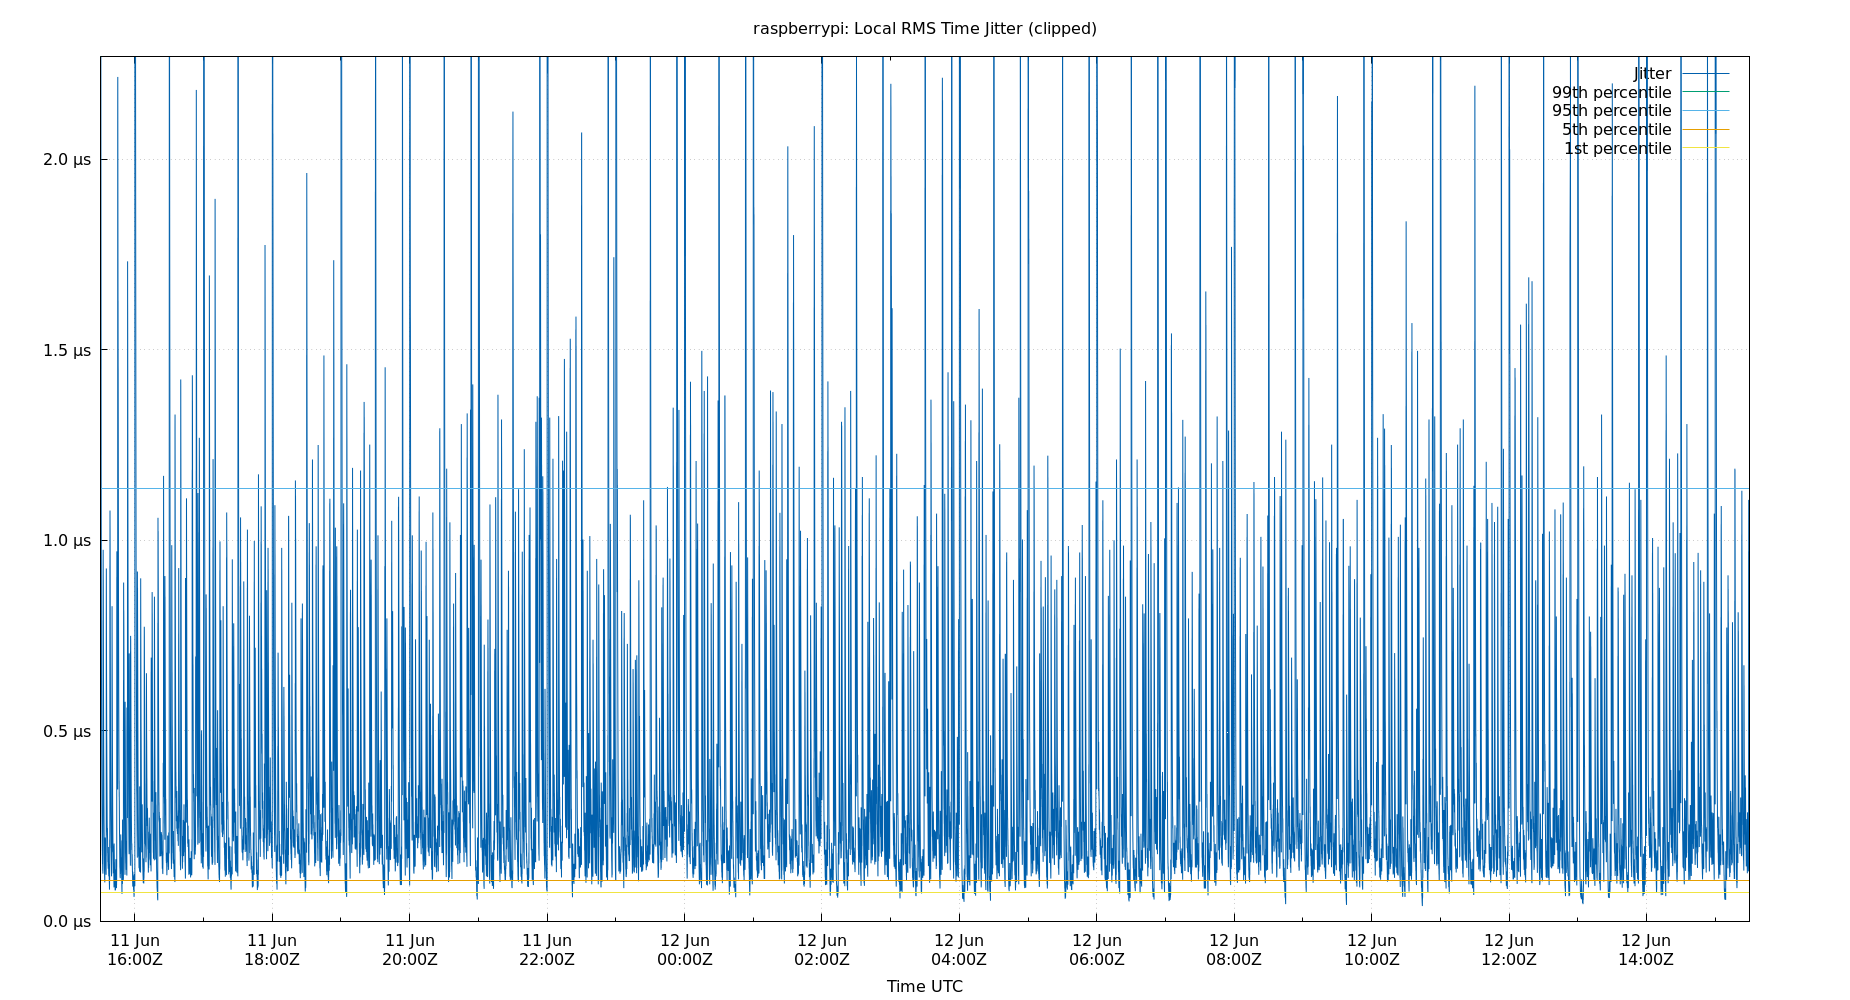 raspberrypi: Local RMS Time Jitter (clipped)
Jitter
99th percentile
95th percentile
5th percentile
1st percentile
2.0 µs
1.5 µs
1.0 µs
0.5 µs
0.0 µs
11 Jun 11 Jun 11 Jun 11 Jun 12 Jun 12 Jun 12 Jun 12 Jun 12 Jun 12 Jun 12 Jun 12 Jun
16:00Z 18:00Z 20:00Z 22:00Z 00:00Z 02:00Z 04:00Z 06:00Z 08:00Z 10:00Z 12:00Z 14:00Z
Time UTC